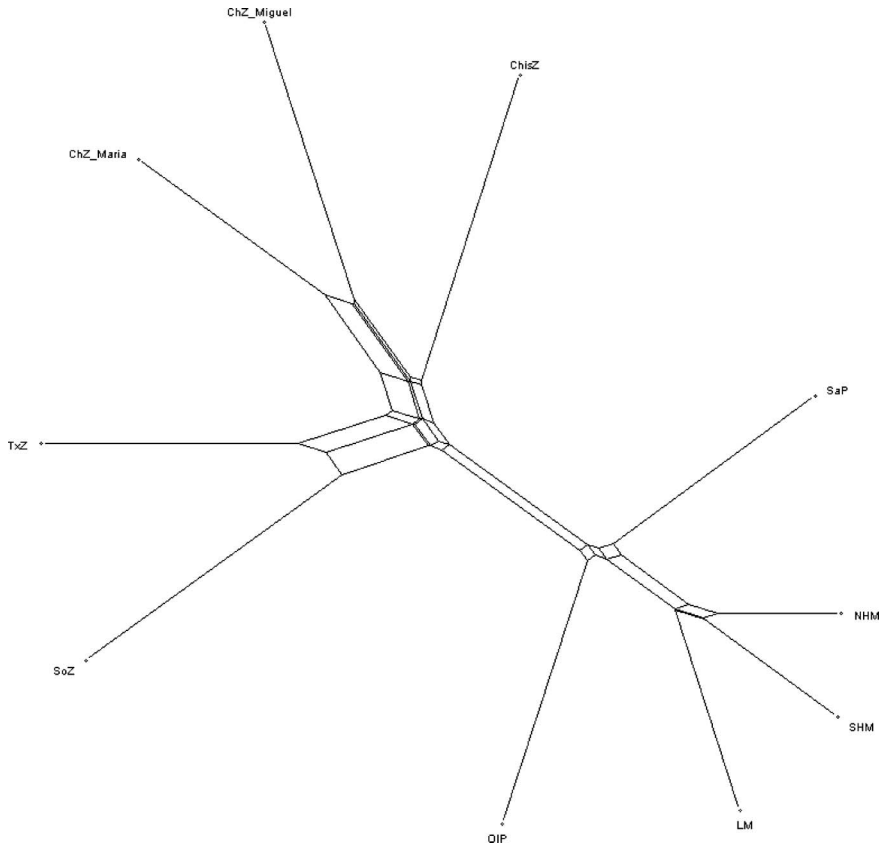 ChZ_Miguel
ChisZ
ChZ_Maria
SaP
TxZ
NHM
SoZ
SHM
LM
OlP